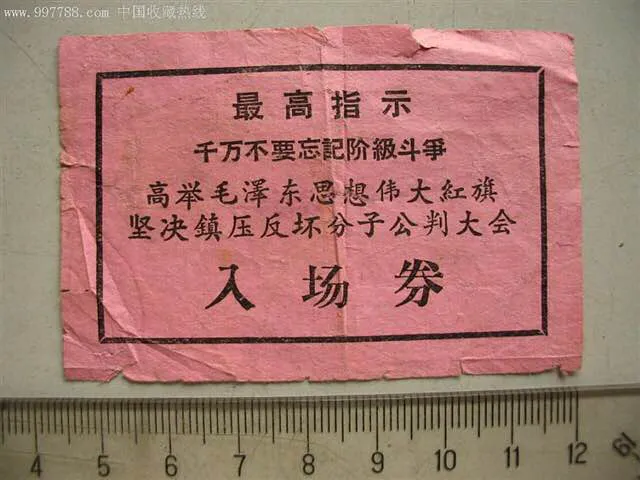 www.997788.com 中国收藏热线
最高指示
千万不要忘記阶級斗爭
高举毛澤东思想伟大紅旗
坚决鎮压反坏分子公判大会
入场券
4 5 6 7 8 9 10 11 12